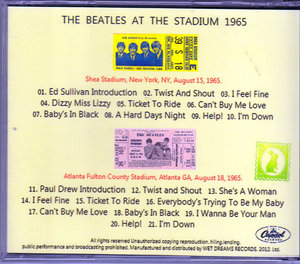 THE BEATLES AT THE STADIUM 1965
Shea Stadium, New York, NY, August 15, 1965.
01. Ed Sullivan Introduction 02. Twist and Shout 03. I Feel Fine
04. Dizzy Miss Lizzy 05. Ticket To Ride 06. Can't Buy Me Love
07. Baby's In Black 08. A Hard Days Night 09. Help! 10. I'm Down
Atlanta Fulton County Stadium, Atlanta GA, August 18, 1965.
11. Paul Drew Introduction 12. Twist and Shout 13. She's A Woman
14. I Feel Fine 15. Ticket To Ride 16. Everybody's Trying To Be My Baby
17. Can't Buy Me Love 18. Baby's In Black 19. I Wanna Be Your Man
20. Help! 21. I'm Down
All rights reserved Unauthorized copying reproduction, hiling, lending,
public performance and broadcasting prohibited. Manufactured and distributed by WET DREAMS RECORDS. 2012. Ltd.
Capitol